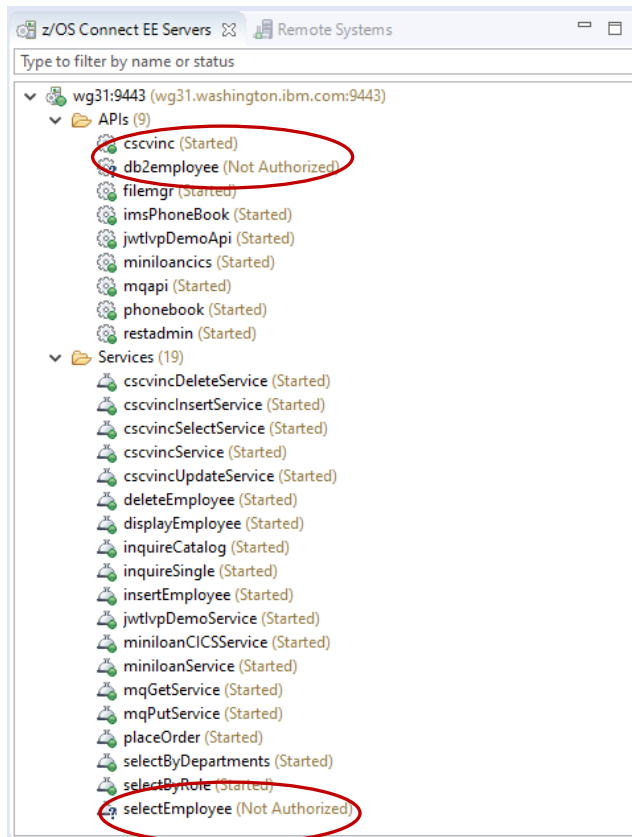 z/OS Connect EE Servers Remote Systems
Type to filter by name or status
wg31:9443 (wg31.washington.ibm.com:9443)
APIs (9)
cscvinc (Started)
db2employee (Not Authorized)
filemgr (Started)
imsPhoneBook (Started)
jwtIvpDemoApi (Started)
miniloancics (Started)
mqapi (Started)
phonebook (Started)
restadmin (Started)
Services (19)
cscvincDeleteService (Started)
cscvincInsertService (Started)
cscvincSelectService (Started)
cscvincService (Started)
cscvincUpdateService (Started)
deleteEmployee (Started)
displayEmployee (Started)
inquireCatalog (Started)
inquireSingle (Started)
insertEmployee (Started)
jwtIvpDemoService (Started)
miniloanCICSService (Started)
miniloanService (Started)
mqGetService (Started)
mqPutService (Started)
placeOrder (Started)
selectByDepartments (Started)
selectByRole (Started)
selectEmployee (Not Authorized)